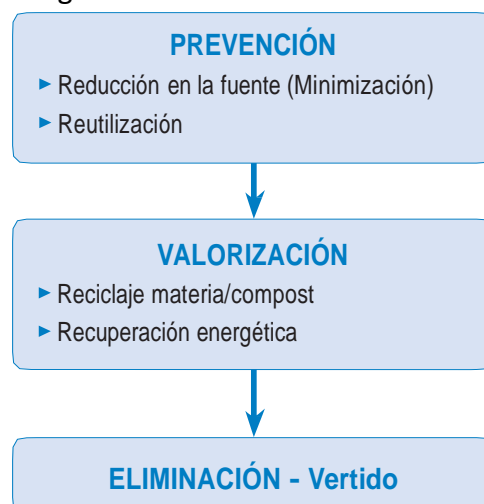 PREVENCIÓN
▸ Reducción en la fuente (Minimización)
▸ Reutilización
VALORIZACIÓN
▸ Reciclaje materia/compost
▸ Recuperación energética
ELIMINACIÓN - Vertido